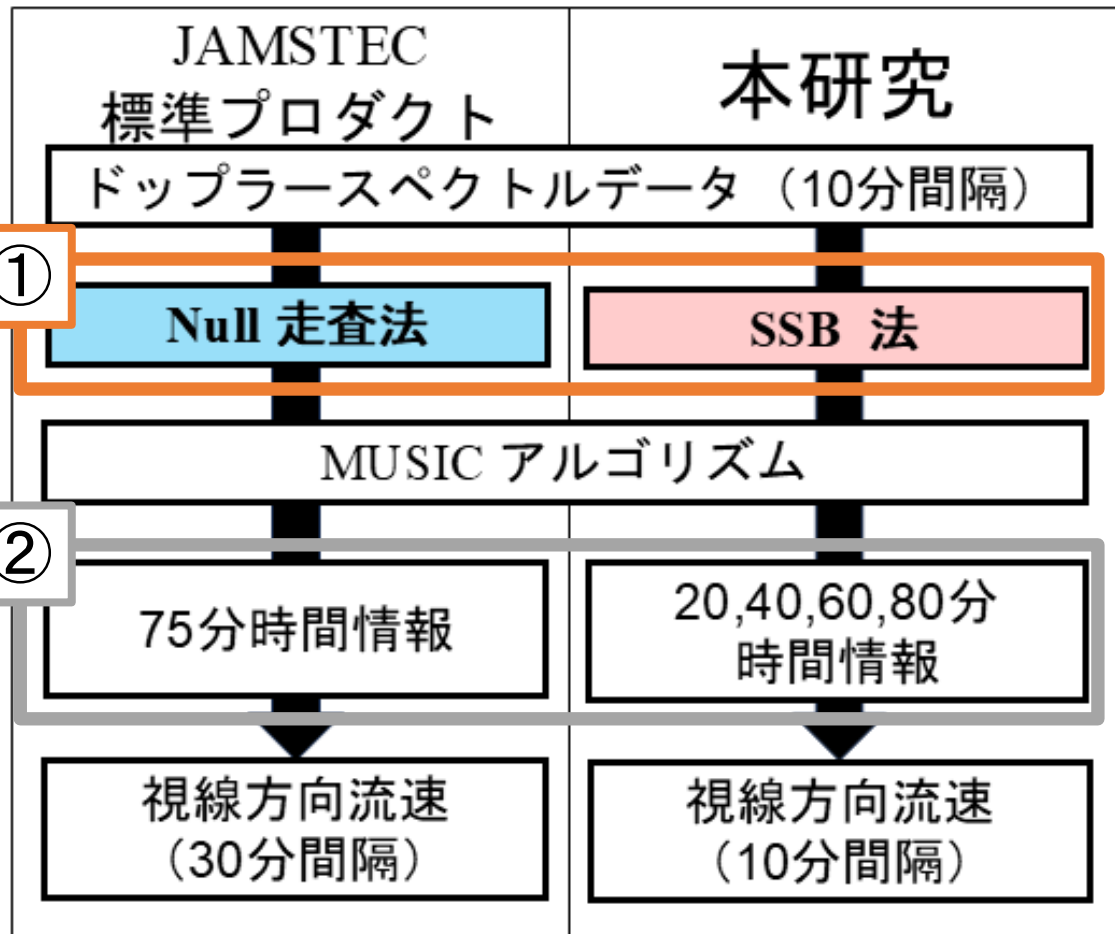 JAMSTEC
標準プロダクト
本研究
ドップラースペクトルデータ（10分間隔）
①
Null 走査法
SSB 法
MUSIC アルゴリズム
②
75分時間情報
20,40,60,80分
時間情報
視線方向流速
（30分間隔）
視線方向流速
（10分間隔）